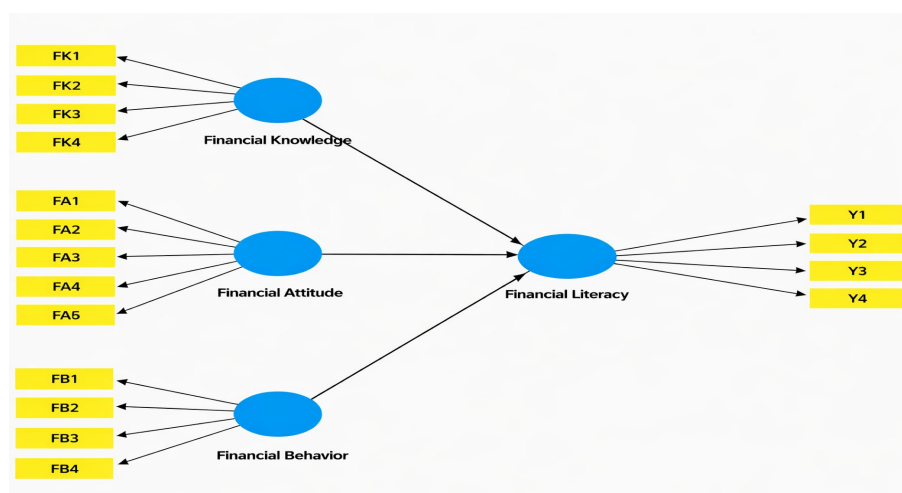 FK1
FK2
FK3
FK4
Financial Knowledge
FA1
FA2
FA3
FA4
FA5
Financial Attitude
FB1
FB2
FB3
FB4
Financial Behavior
Financial Literacy
Y1
Y2
Y3
Y4